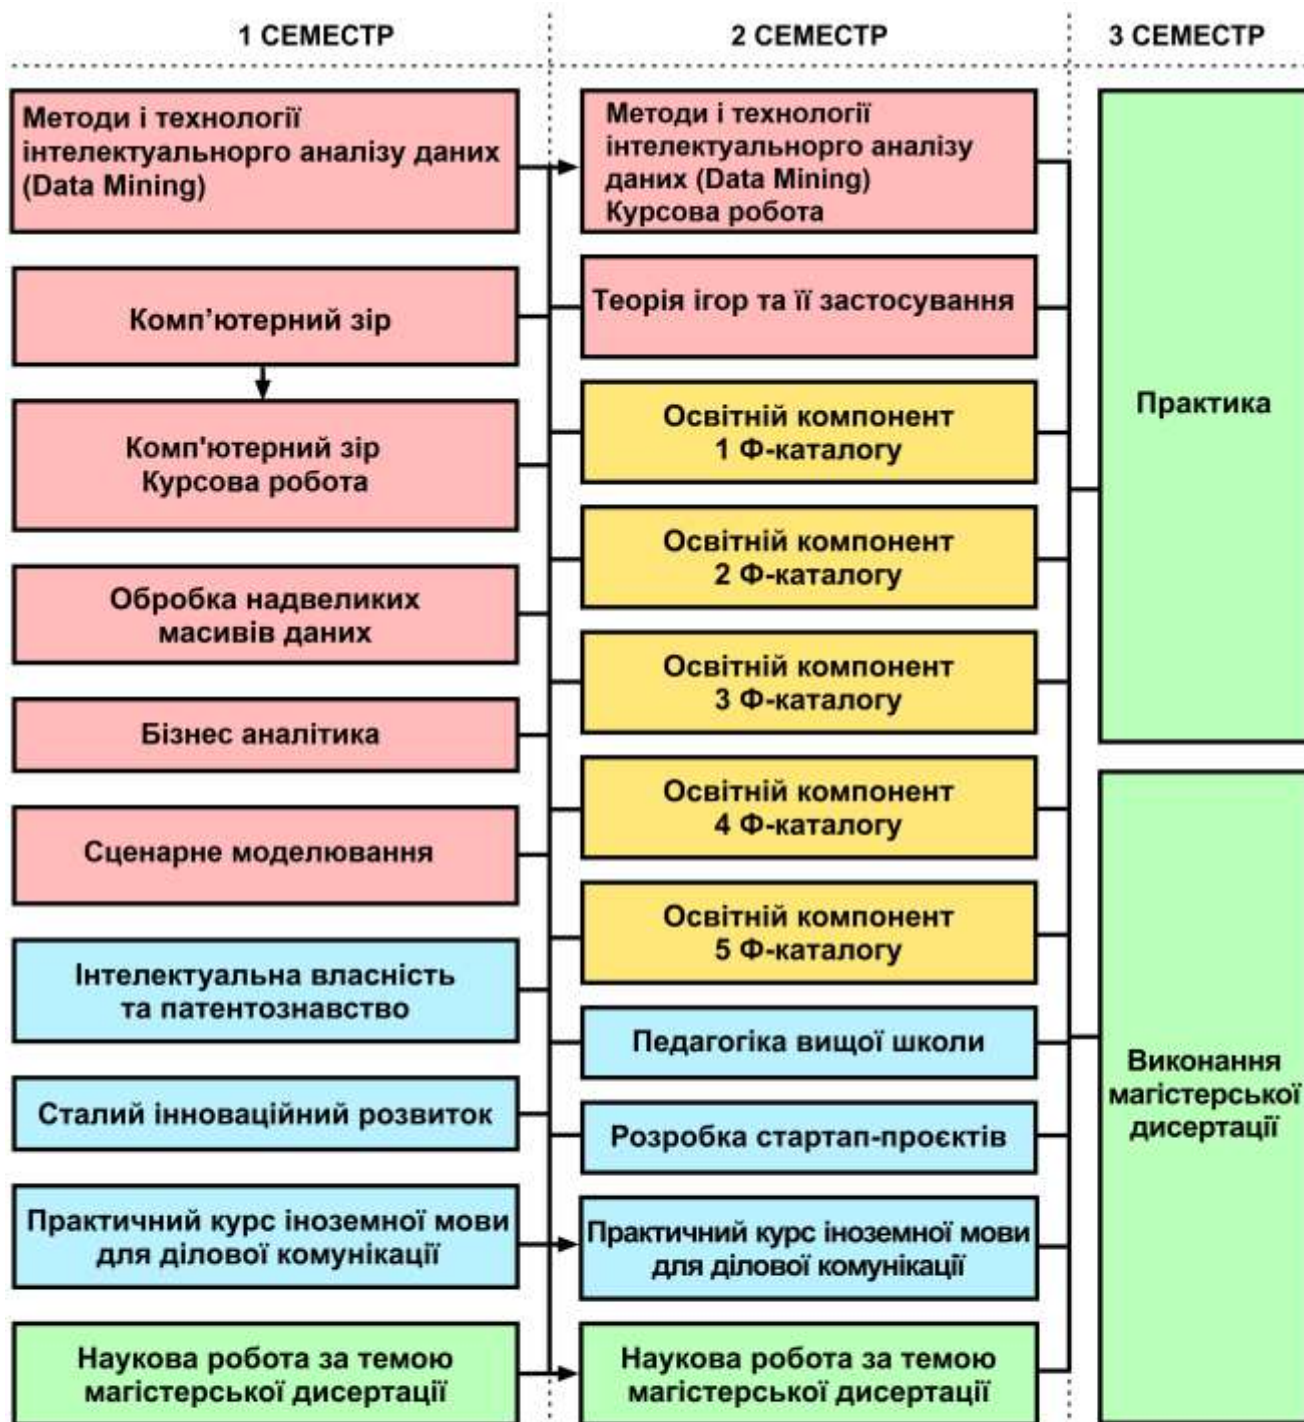 1 СЕМЕСТР
2 СЕМЕСТР
3 СЕМЕСТР
Методи і технології
інтелектуальнорго аналізу даних
(Data Mining)
Комп’ютерний зір
Комп'ютерний зір
Курсова робота
Обробка надвеликих
масивів даних
Бізнес аналітика
Сценарне моделювання
Інтелектуальна власність
та патентознавство
Сталий інноваційний розвиток
Практичний курс іноземної мови
для ділової комунікації
Наукова робота за темою
магістерської дисертації
Методи і технології
інтелектуальнорго аналізу
даних (Data Mining)
Курсова робота
Теорія ігор та її застосування
Освітній компонент
1 Ф-каталогу
Освітній компонент
2 Ф-каталогу
Освітній компонент
3 Ф-каталогу
Освітній компонент
4 Ф-каталогу
Освітній компонент
5 Ф-каталогу
Педагогіка вищої школи
Розробка стартап-проєктів
Практичний курс іноземної мови
для ділової комунікації
Наукова робота за темою
магістерської дисертації
Практика
Виконання
магістерської
дисертації